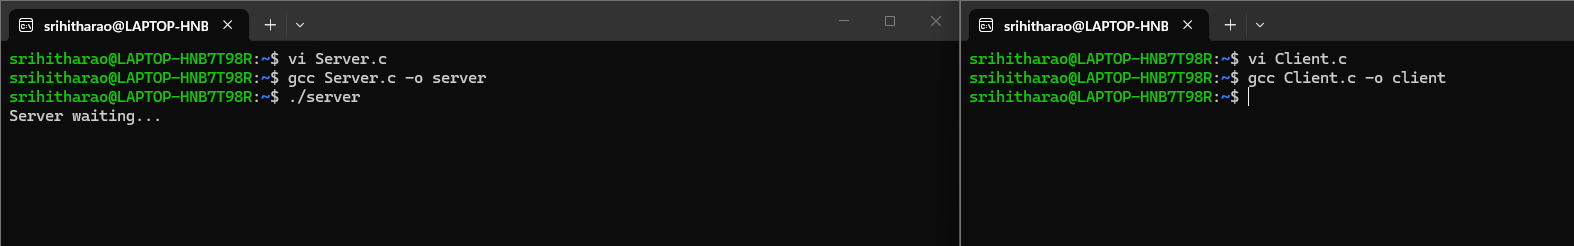 srihitharao@LAPTOP-HNB
srihitharao@LAPTOP-HNB7T98R:~$ vi Server.c
srihitharao@LAPTOP-HNB7T98R:~$ gcc Server.c -o server
srihitharao@LAPTOP-HNB7T98R:~$ ./server
Server waiting...
srihitharao@LAPTOP-HNB
srihitharao@LAPTOP-HNB7T98R:~$ vi Client.c
srihitharao@LAPTOP-HNB7T98R:~$ gcc Client.c -o client
srihitharao@LAPTOP-HNB7T98R:~$